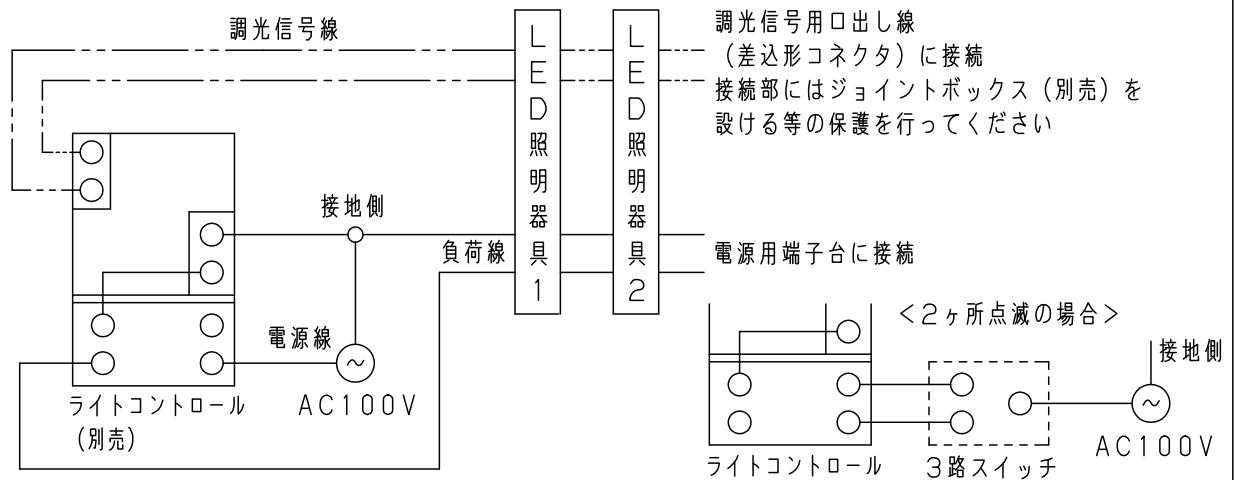 調光信号線
LED照明器具1
LED照明器具2
調光信号用口出し線
（差込形コネクタ）に接続
接続部にはジョイントボックス（別売）を
設ける等の保護を行ってください
接地側
負荷線
電源用端子台に接続
電源線
AC100V
ライトコントロール
（別売）
＜2ヶ所点滅の場合＞
接地側
AC100V
ライトコントロール
3路スイッチ